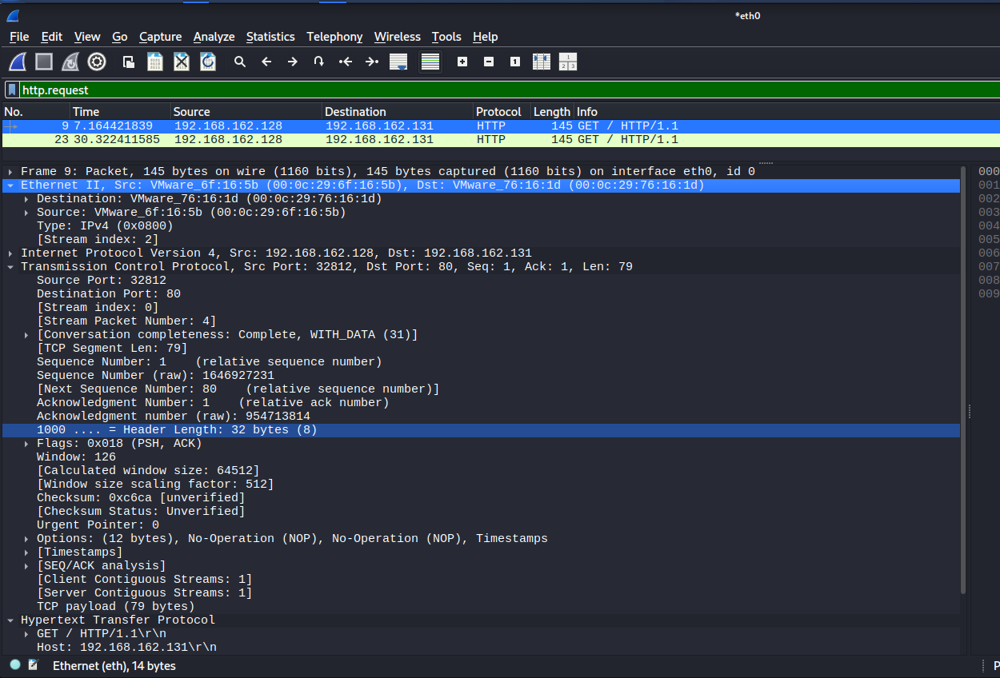 *eth0
File Edit View Go Capture Analyze Statistics Telephony Wireless Tools Help
http.request
No. Time Source Destination Protocol Length Info
9 7.164421839 192.168.162.128 192.168.162.131 HTTP 145 GET / HTTP/1.1
23 30.322411585 192.168.162.128 192.168.162.131 HTTP 145 GET / HTTP/1.1
Frame 9: Packet, 145 bytes on wire (1160 bits), 145 bytes captured (1160 bits) on interface eth0, id 0
Ethernet II, Src: VMware_6f:16:5b (00:0c:29:6f:16:5b), Dst: VMware_76:16:1d (00:0c:29:76:16:1d)
Destination: VMware_76:16:1d (00:0c:29:76:16:1d)
Source: VMware_6f:16:5b (00:0c:29:6f:16:5b)
Type: IPv4 (0x0800)
[Stream index: 2]
Internet Protocol Version 4, Src: 192.168.162.128, Dst: 192.168.162.131
Transmission Control Protocol, Src Port: 32812, Dst Port: 80, Seq: 1, Ack: 1, Len: 79
Source Port: 32812
Destination Port: 80
[Stream index: 0]
[Stream Packet Number: 4]
[Conversation completeness: Complete, WITH_DATA (31)]
[TCP Segment Len: 79]
Sequence Number: 1 (relative sequence number)
Sequence Number (raw): 1646927231
[Next Sequence Number: 80 (relative sequence number)]
Acknowledgment Number: 1 (relative ack number)
Acknowledgment number (raw): 954713814
1000 .... = Header Length: 32 bytes (8)
Flags: 0x018 (PSH, ACK)
Window: 126
[Calculated window size: 64512]
[Window size scaling factor: 512]
Checksum: 0xc6ca [unverified]
[Checksum Status: Unverified]
Urgent Pointer: 0
Options: (12 bytes), No-Operation (NOP), No-Operation (NOP), Timestamps
[Timestamps]
[SEQ/ACK analysis]
[Client Contiguous Streams: 1]
[Server Contiguous Streams: 1]
TCP payload (79 bytes)
Hypertext Transfer Protocol
GET / HTTP/1.1\r\n
Host: 192.168.162.131\r\n
000
001
002
003
004
005
006
007
008
009
Ethernet (eth), 14 bytes
P